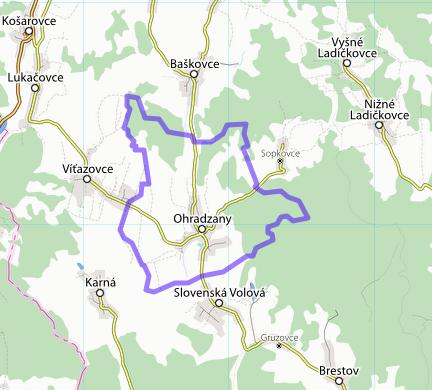 Košarovce
Vyšné
Ladičkovce
Baškovce
Lukačovce
Nižné
Ladičkovce
Sopkovce
Víťazovce
Ohradzany
Karná
Slovenská Volová
Gruzovce
Brestov